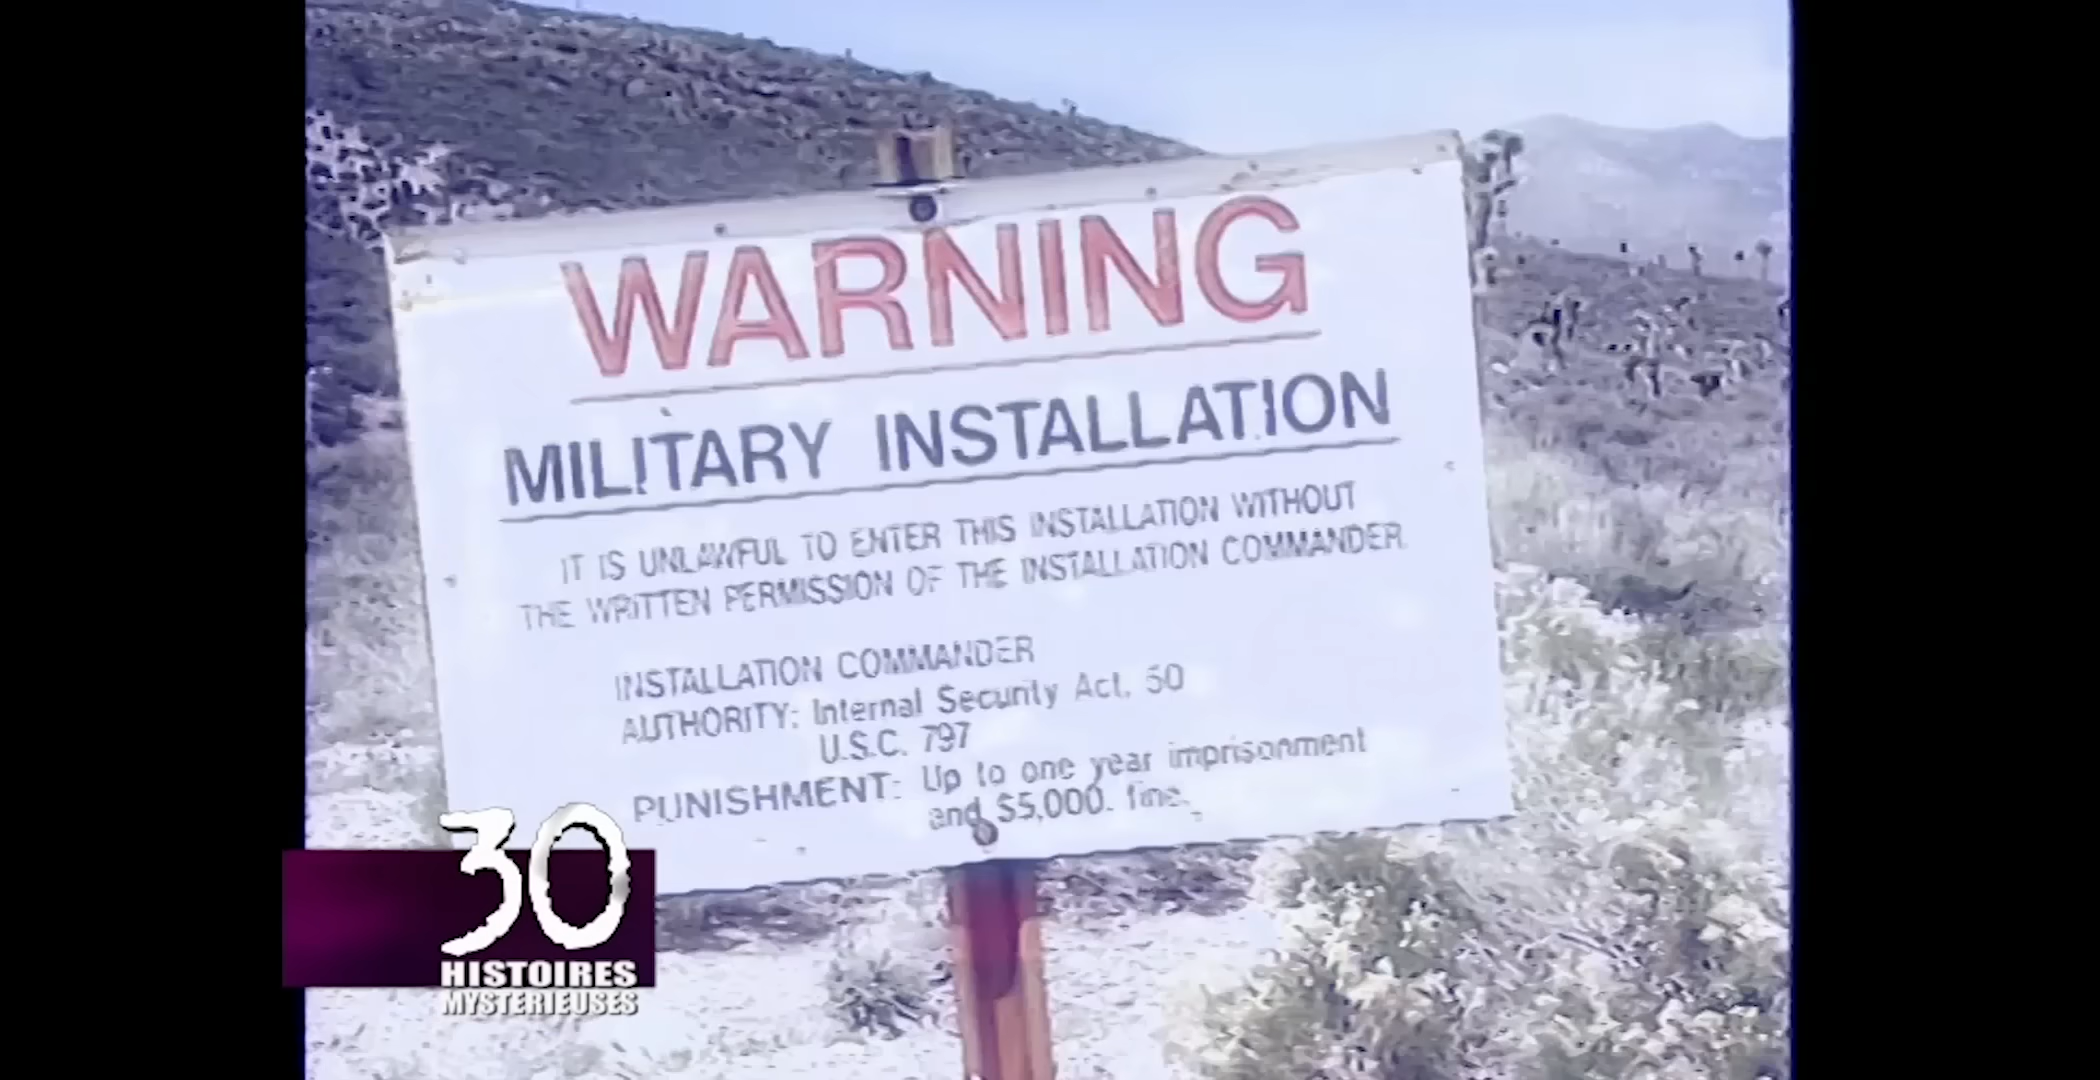 WARNING
MILITARY INSTALLATION
IT IS UNLAWFUL TO ENTER THIS INSTALLATION WITHOUT
THE WRITTEN PERMISSION OF THE INSTALLATION COMMANDER.
INSTALLATION COMMANDER
AUTHORITY: Internal Security Act, 50
U.S.C. 797
PUNISHMENT: Up to one year imprisonment
and $5,000. fine.
30
HISTOIRES
MYSTERIEUSES